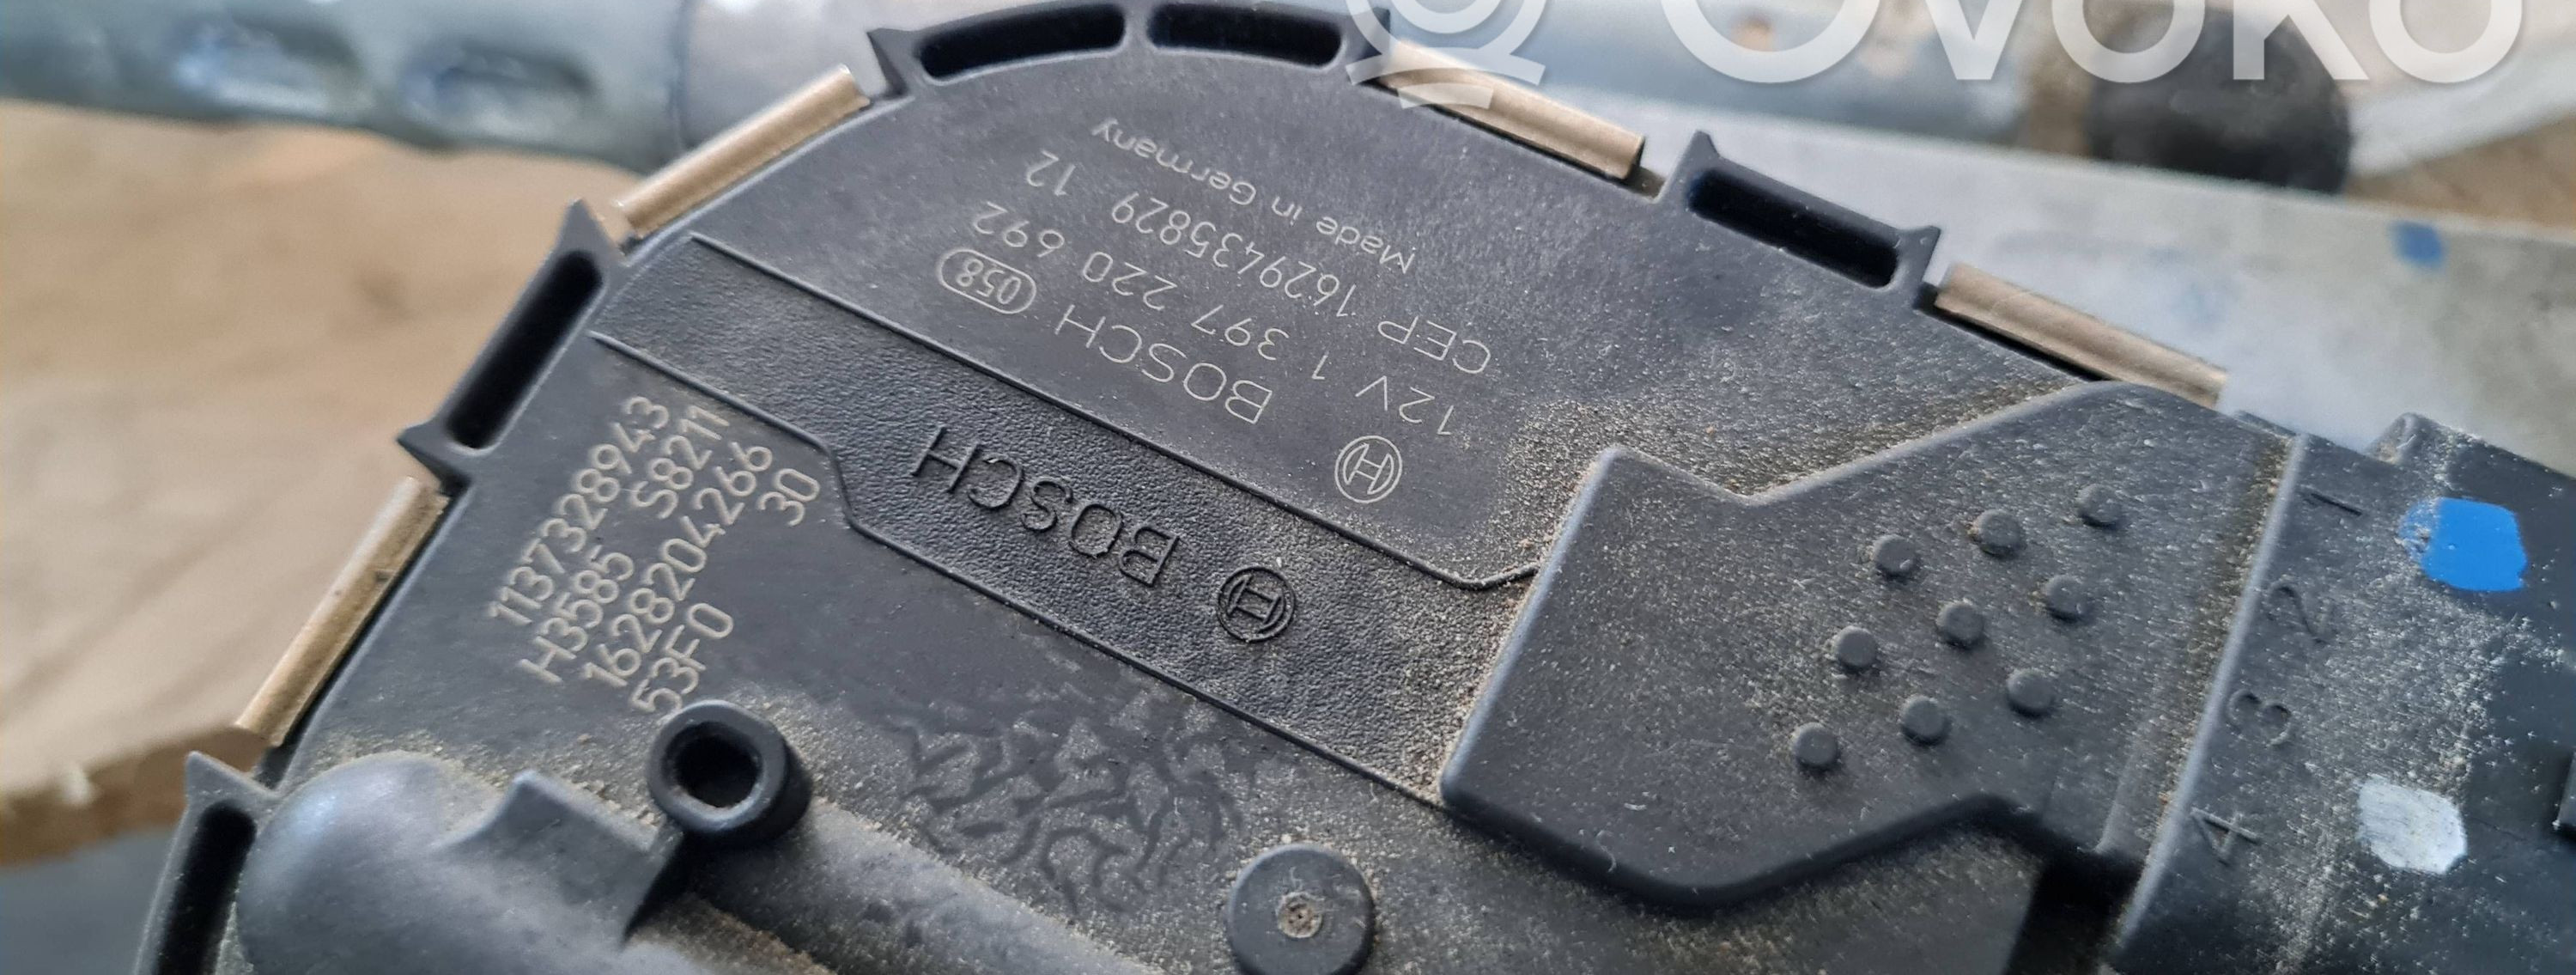 OVOKO
BOSCH 058
12V 1 397 220 692
CEP 1629435829 12
Made in Germany
BOSCH
1137328943
H3585 S8211
1628204266
53F0 30
1
2
3
4